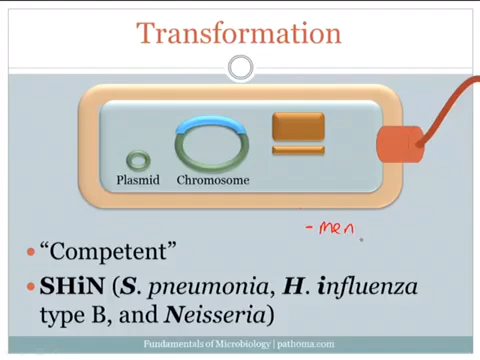 Transformation
Plasmid Chromosome
- men
• “Competent”
• SHiN (S. pneumonia, H. influenza
type B, and Neisseria)
Fundamentals of Microbiology | pathoma.com